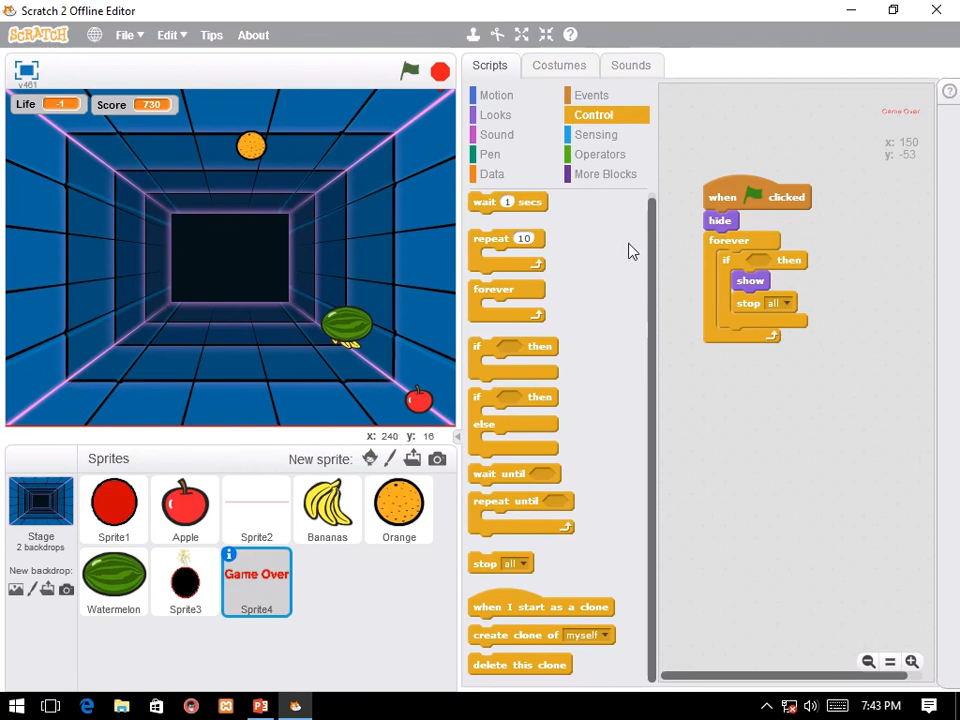 Scratch 2 Offline Editor
SCRATCH File Edit Tips About
v461
Life -1 Score 730
x: 240 y: 16
Scripts Costumes Sounds
Motion Events
Looks Control
Sound Sensing
Pen Operators
Data More Blocks
wait 1 secs
repeat 10
forever
if then
if then
else
wait until
repeat until
stop all
when I start as a clone
create clone of myself
delete this clone
Game Over
x: 150
y: -53
when clicked
hide
forever
if then
show
stop all
Sprites New sprite:
Stage
2 backdrops
New backdrop:
Sprite1 Apple Sprite2 Bananas Orange
Game Over
Watermelon Sprite3 Sprite4
7:43 PM